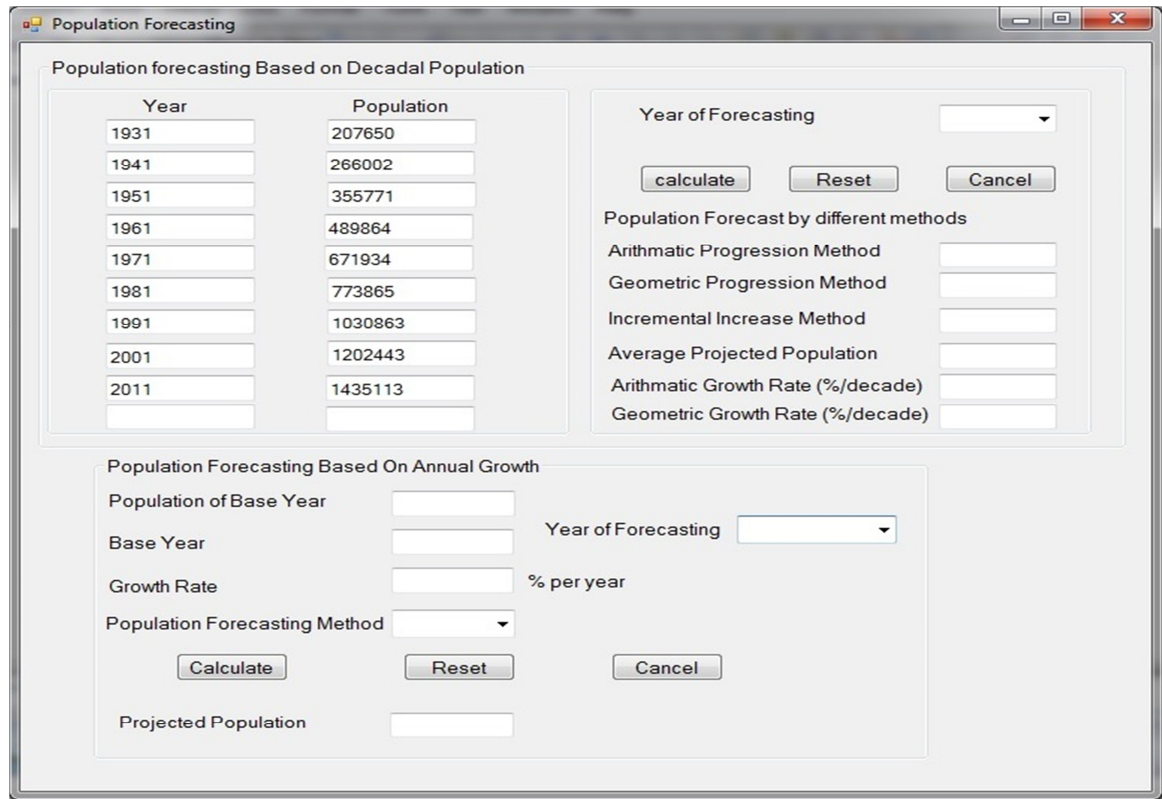 Population Forecasting
Population forecasting Based on Decadal Population
Year Population
1931 207650
1941 266002
1951 355771
1961 489864
1971 671934
1981 773865
1991 1030863
2001 1202443
2011 1435113
Year of Forecasting
calculate Reset Cancel
Population Forecast by different methods
Arithmatic Progression Method
Geometric Progression Method
Incremental Increase Method
Average Projected Population
Arithmatic Growth Rate (%/decade)
Geometric Growth Rate (%/decade)
Population Forecasting Based On Annual Growth
Population of Base Year
Year of Forecasting
Base Year
Growth Rate % per year
Population Forecasting Method
Calculate Reset Cancel
Projected Population